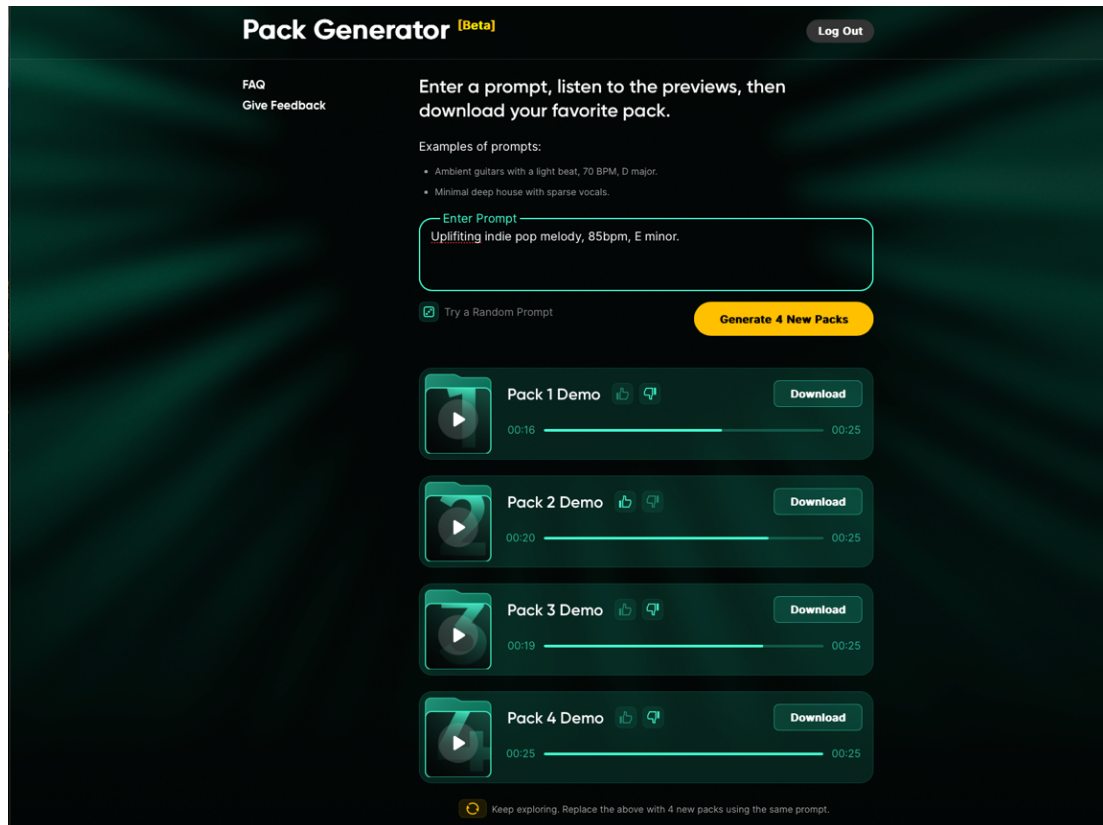 Pack Generator [Beta]
Log Out
FAQ
Give Feedback
Enter a prompt, listen to the previews, then
download your favorite pack.
Examples of prompts:
• Ambient guitars with a light beat, 70 BPM, D major.
• Minimal deep house with sparse vocals.
Enter Prompt
Uplifiting indie pop melody, 85bpm, E minor.
Try a Random Prompt
Generate 4 New Packs
1
Pack 1 Demo
Download
00:16
00:25
2
Pack 2 Demo
Download
00:20
00:25
3
Pack 3 Demo
Download
00:19
00:25
4
Pack 4 Demo
Download
00:25
00:25
Keep exploring. Replace the above with 4 new packs using the same prompt.